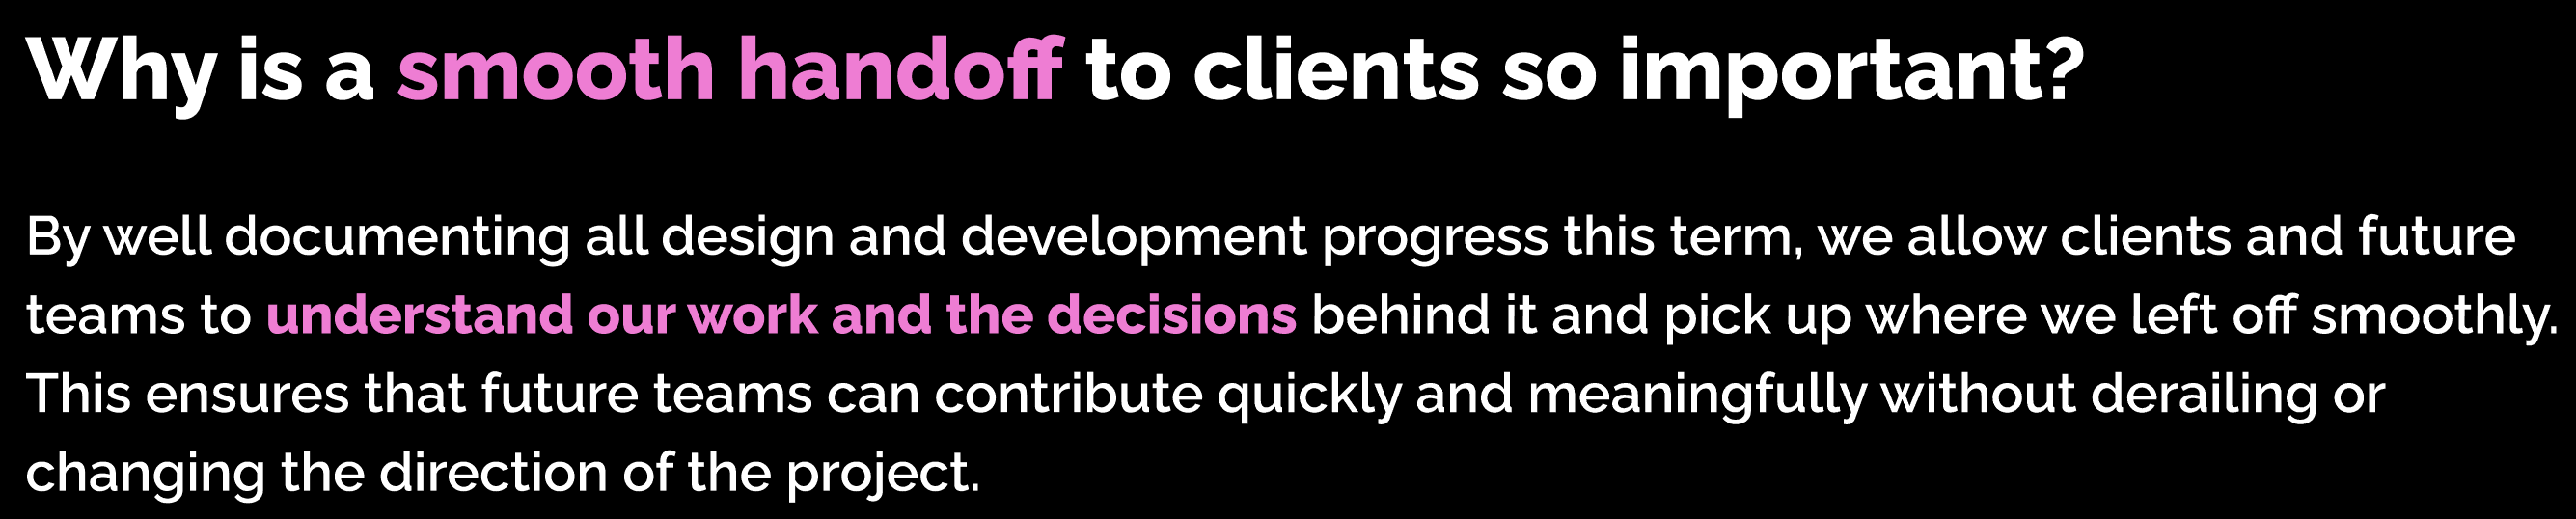 Why is a smooth handoff to clients so important?
By well documenting all design and development progress this term, we allow clients and future
teams to understand our work and the decisions behind it and pick up where we left off smoothly.
This ensures that future teams can contribute quickly and meaningfully without derailing or
changing the direction of the project.